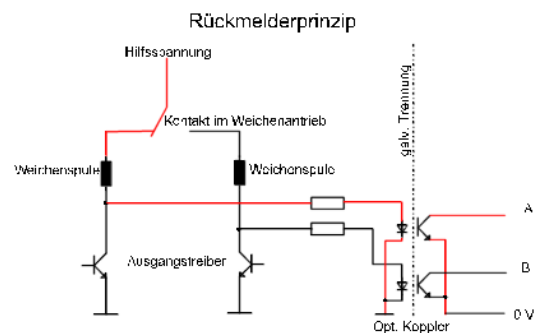 Rückmelderprinzip
Hilfsspannung
galv. Trennung
Kontakt im Weichenantrieb
Weichenspule
Weichenspule
A
Ausgangstreiber
B
0 V
Opt. Koppler